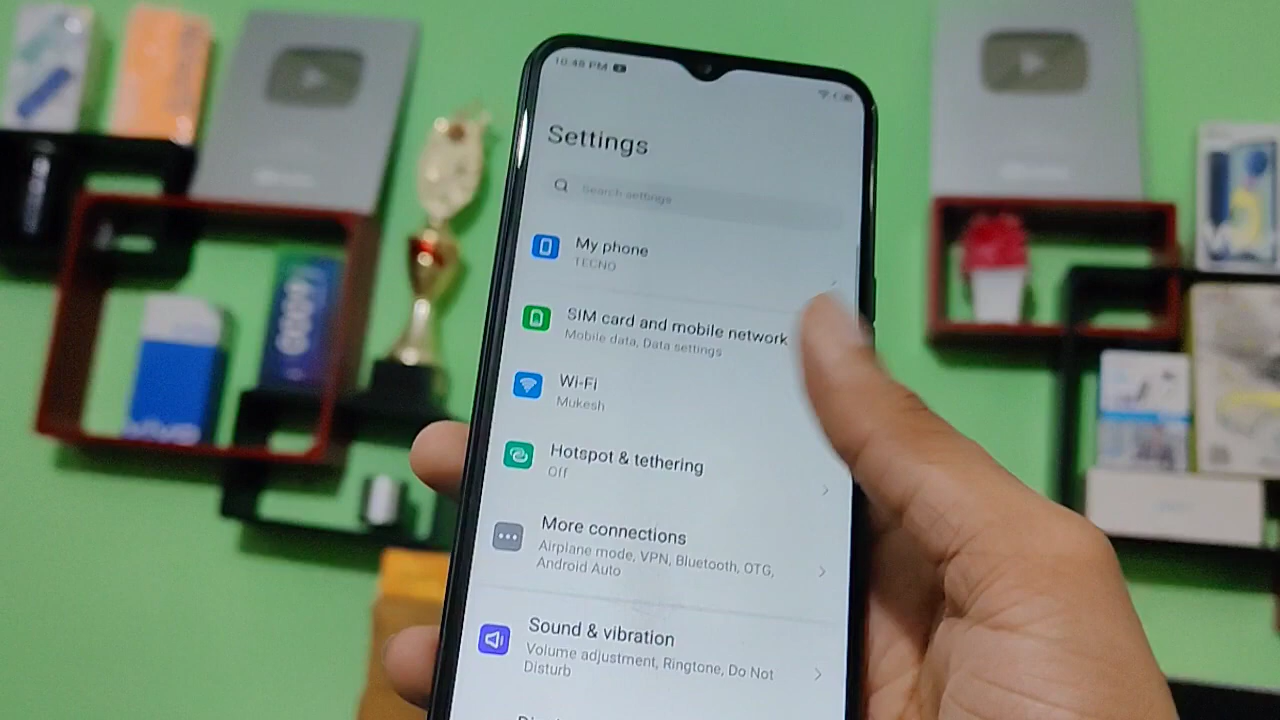 10:48 PM
Settings
Search settings
My phone
TECNO
SIM card and mobile network
Mobile data, Data settings
Wi-Fi
Mukesh
Hotspot & tethering
Off
More connections
Airplane mode, VPN, Bluetooth, OTG,
Android Auto
Sound & vibration
Volume adjustment, Ringtone, Do Not
Disturb
vivo